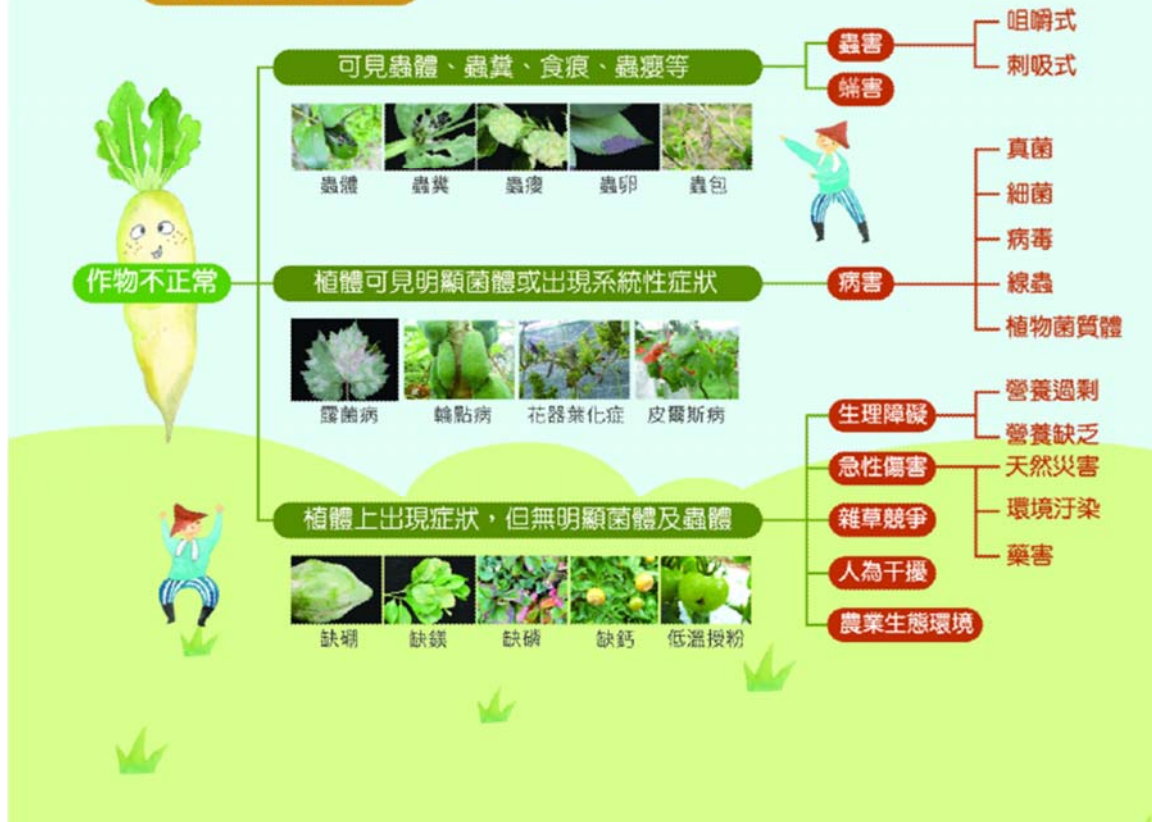 作物不正常
可見蟲體、蟲糞、食痕、蟲癭等
蟲體 蟲糞 蟲癭 蟲卵 蟲包
蟲害
咀嚼式
刺吸式
蟎害
植體可見明顯菌體或出現系統性症狀
露菌病 輪點病 花器葉化症 皮爾斯病
病害
真菌
細菌
病毒
線蟲
植物菌質體
植體上出現症狀，但無明顯菌體及蟲體
缺硼 缺鎂 缺磷 缺鈣 低溫授粉
生理障礙
營養過剩
營養缺乏
急性傷害
天然災害
環境汙染
藥害
雜草競爭
人為干擾
農業生態環境